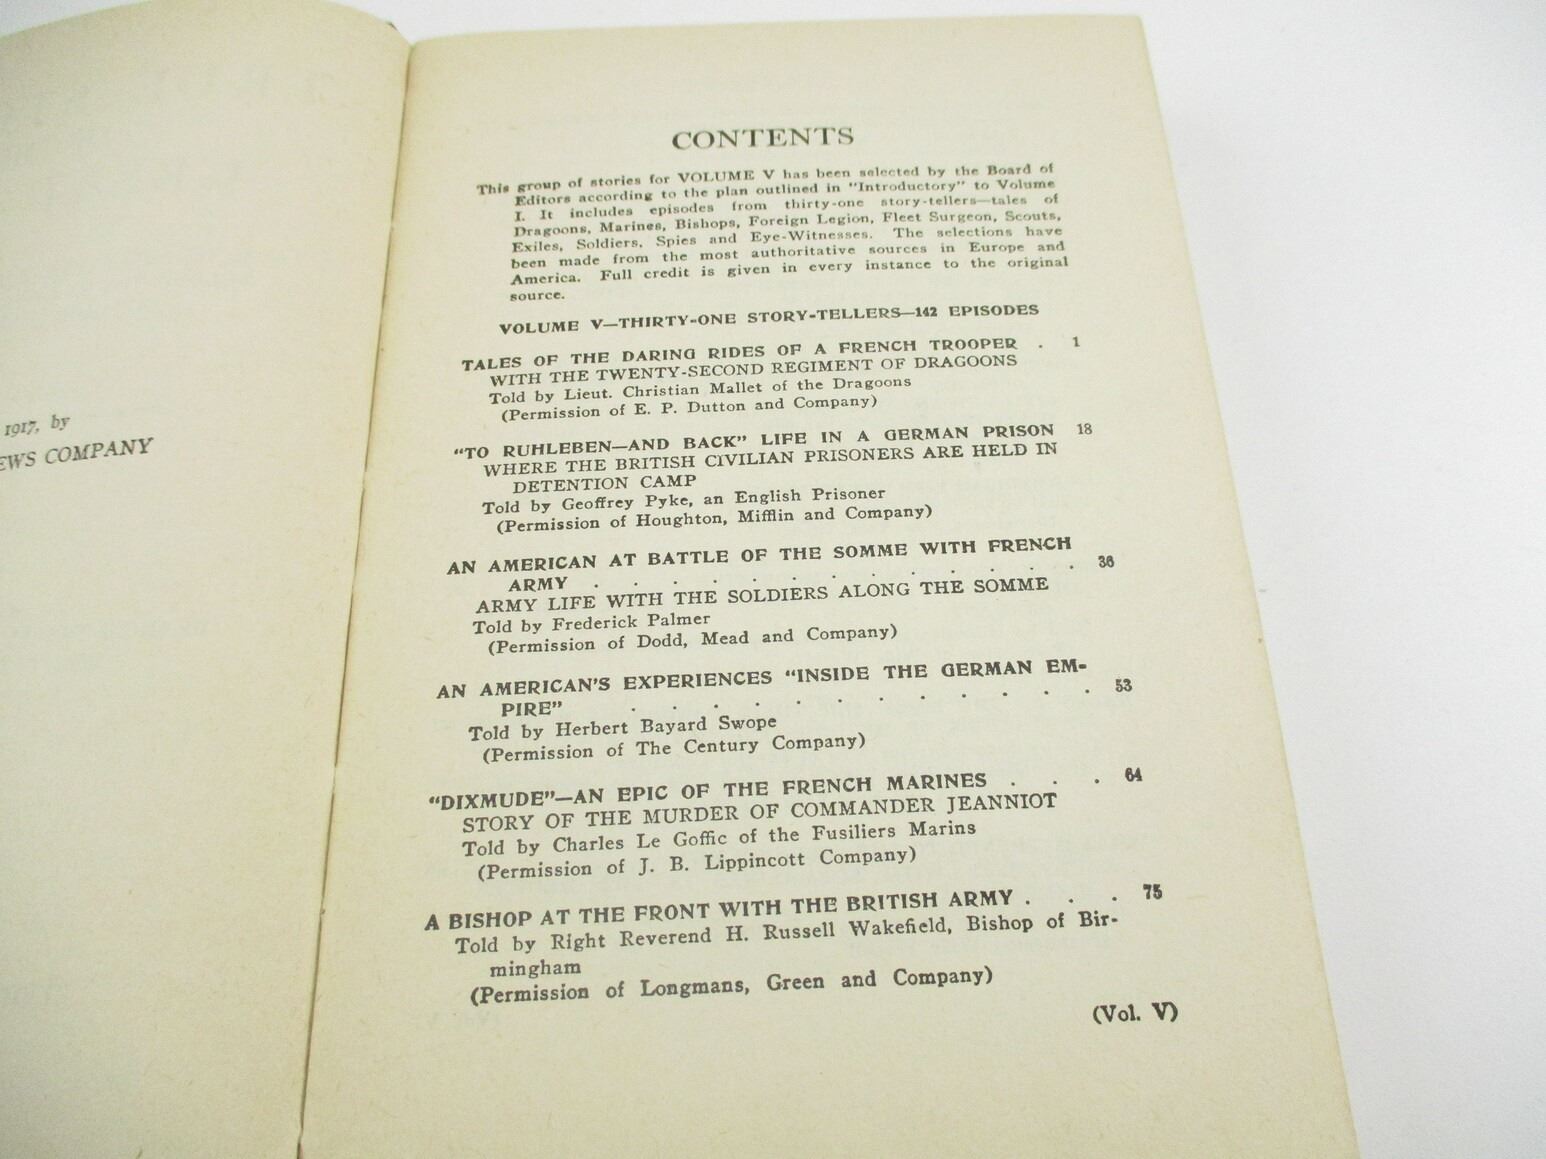 1917, by
EWS COMPANY
CONTENTS
This group of stories for VOLUME V has been selected by the Board of
Editors according to the plan outlined in "Introductory" to Volume
I. It includes episodes from thirty-one story-tellers—tales of
Dragoons, Marines, Bishops, Foreign Legion, Fleet Surgeon, Scouts,
Exiles, Soldiers, Spies and Eye-Witnesses. The selections have
been made from the most authoritative sources in Europe and
America. Full credit is given in every instance to the original
source.
VOLUME V—THIRTY-ONE STORY-TELLERS—142 EPISODES
TALES OF THE DARING RIDES OF A FRENCH TROOPER . 1
WITH THE TWENTY-SECOND REGIMENT OF DRAGOONS
Told by Lieut. Christian Mallet of the Dragoons
(Permission of E. P. Dutton and Company)
"TO RUHLEBEN—AND BACK" LIFE IN A GERMAN PRISON 18
WHERE THE BRITISH CIVILIAN PRISONERS ARE HELD IN
DETENTION CAMP
Told by Geoffrey Pyke, an English Prisoner
(Permission of Houghton, Mifflin and Company)
AN AMERICAN AT BATTLE OF THE SOMME WITH FRENCH
ARMY . . . . . . . . . . . . . 36
ARMY LIFE WITH THE SOLDIERS ALONG THE SOMME
Told by Frederick Palmer
(Permission of Dodd, Mead and Company)
AN AMERICAN'S EXPERIENCES "INSIDE THE GERMAN EM-
PIRE" . . . . . . . . . . . . 53
Told by Herbert Bayard Swope
(Permission of The Century Company)
"DIXMUDE"—AN EPIC OF THE FRENCH MARINES . . . 64
STORY OF THE MURDER OF COMMANDER JEANNIOT
Told by Charles Le Goffic of the Fusiliers Marins
(Permission of J. B. Lippincott Company)
A BISHOP AT THE FRONT WITH THE BRITISH ARMY . . . 75
Told by Right Reverend H. Russell Wakefield, Bishop of Bir-
mingham
(Permission of Longmans, Green and Company)
(Vol. V)